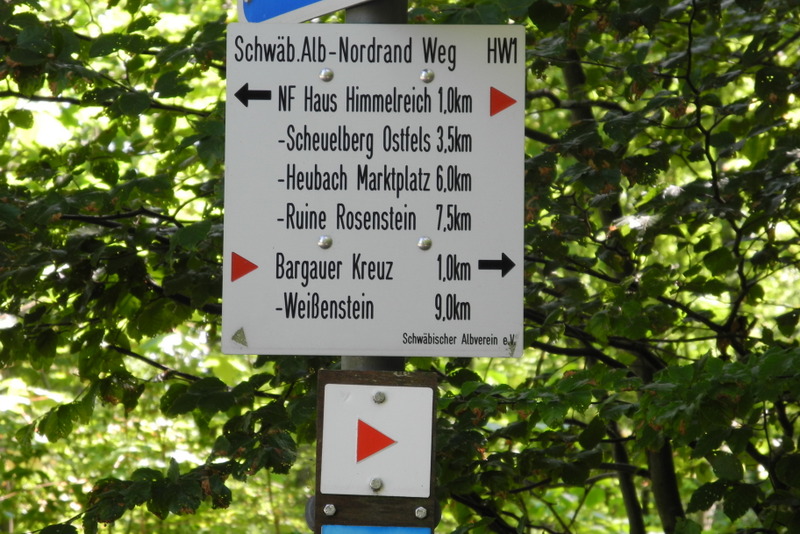 Schwäb.Alb-Nordrand Weg HW1
NF Haus Himmelreich 1,0km
-Scheuelberg Ostfels 3,5km
-Heubach Marktplatz 6,0km
-Ruine Rosenstein 7,5km
Bargauer Kreuz 1,0km
-Weißenstein 9,0km
Schwäbischer Albverein e.V.